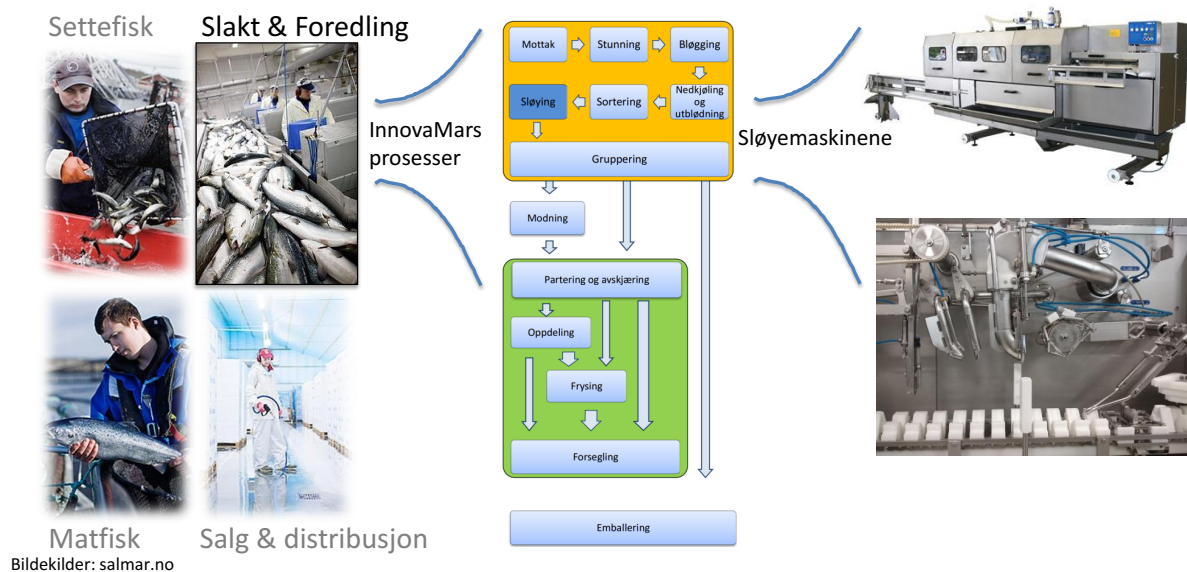 Settefisk
Slakt & Foredling
InnovaMars
prosesser
Matfisk
Salg & distribusjon
Bildekilder: salmar.no
Mottak
Stunning
Bløgging
Sløying
Sortering
Nedkjøling
og
utblødning
Gruppering
Modning
Partering og avskjæring
Oppdeling
Frysing
Forsegling
Emballering
Sløyemaskinene